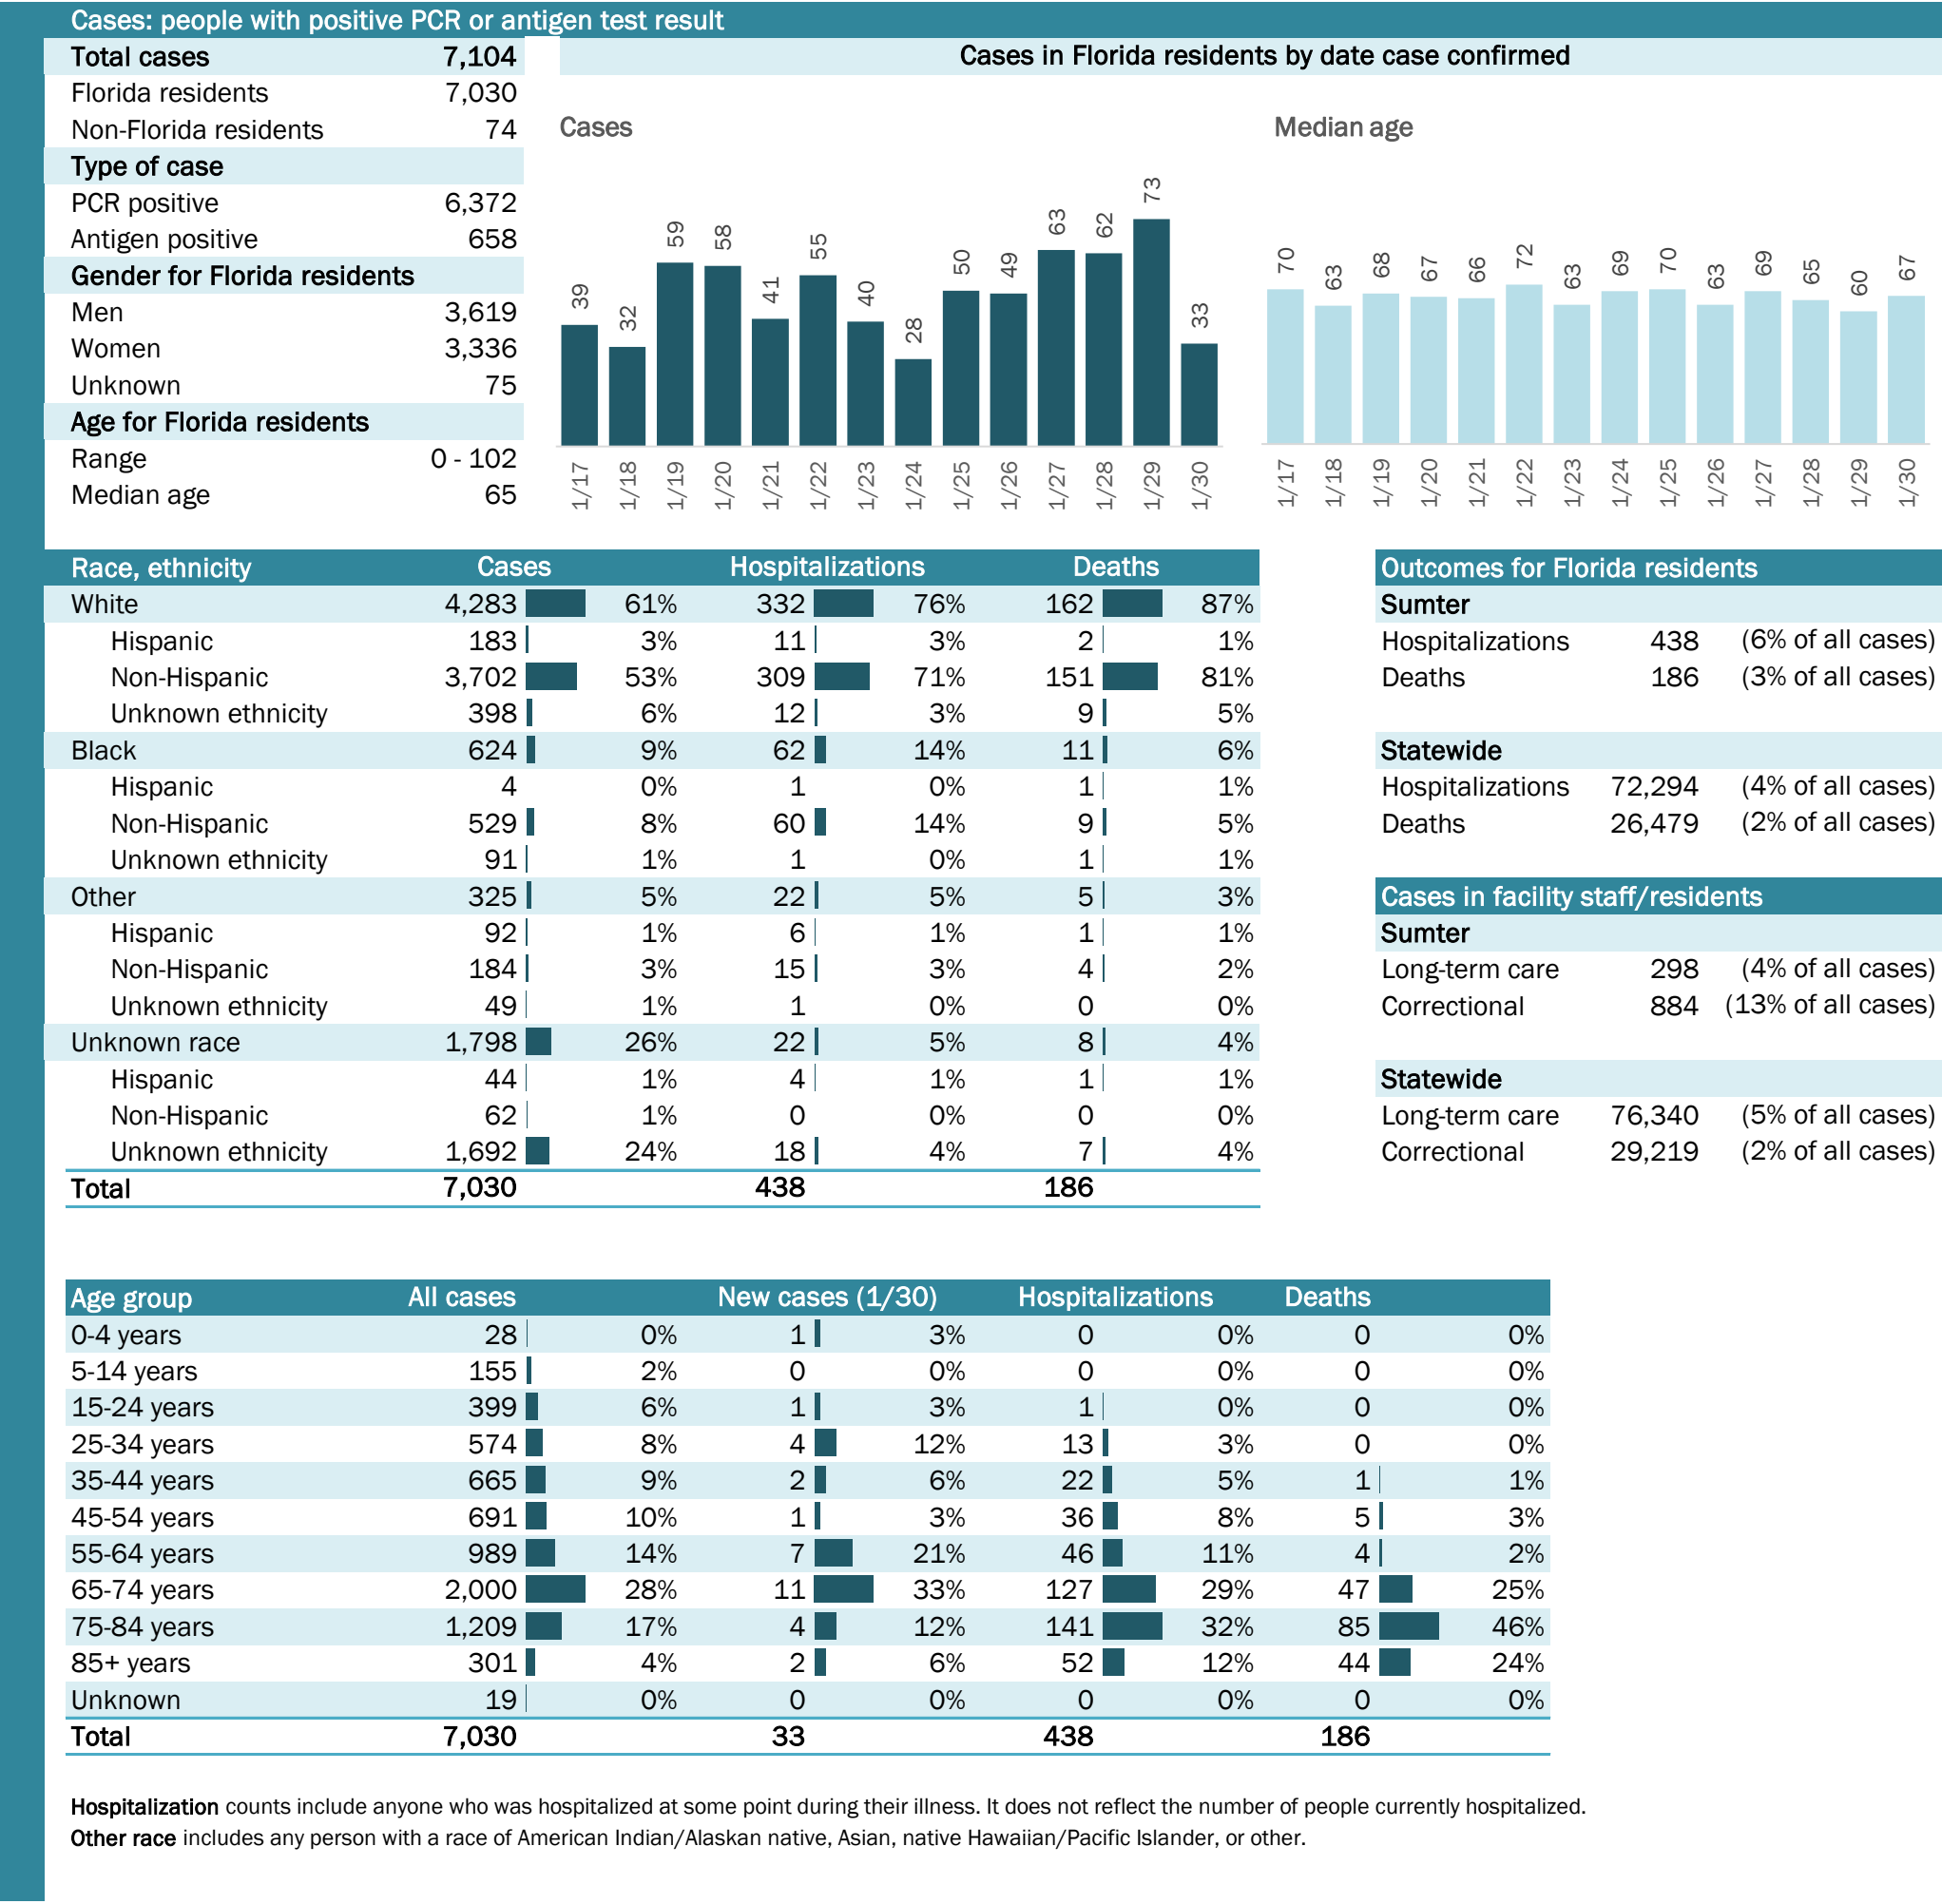 Cases: people with positive PCR or antigen test result
Total cases 7,104
Florida residents 7,030
Non-Florida residents 74
Type of case
PCR positive 6,372
Antigen positive 658
Gender for Florida residents
Men 3,619
Women 3,336
Unknown 75
Age for Florida residents
Range 0 - 102
Median age 65
Cases in Florida residents by date case confirmed
Cases
39 32 59 58 41 55 40 28 50 49 63 62 73 33
1/17 1/18 1/19 1/20 1/21 1/22 1/23 1/24 1/25 1/26 1/27 1/28 1/29 1/30
Median age
70 63 68 67 66 72 63 69 70 63 69 65 60 67
1/17 1/18 1/19 1/20 1/21 1/22 1/23 1/24 1/25 1/26 1/27 1/28 1/29 1/30
Race, ethnicity Cases Hospitalizations Deaths
White 4,283 61% 332 76% 162 87%
Hispanic 183 3% 11 3% 2 1%
Non-Hispanic 3,702 53% 309 71% 151 81%
Unknown ethnicity 398 6% 12 3% 9 5%
Black 624 9% 62 14% 11 6%
Hispanic 4 0% 1 0% 1 1%
Non-Hispanic 529 8% 60 14% 9 5%
Unknown ethnicity 91 1% 1 0% 1 1%
Other 325 5% 22 5% 5 3%
Hispanic 92 1% 6 1% 1 1%
Non-Hispanic 184 3% 15 3% 4 2%
Unknown ethnicity 49 1% 1 0% 0 0%
Unknown race 1,798 26% 22 5% 8 4%
Hispanic 44 1% 4 1% 1 1%
Non-Hispanic 62 1% 0 0% 0 0%
Unknown ethnicity 1,692 24% 18 4% 7 4%
Total 7,030 438 186
Outcomes for Florida residents
Sumter
Hospitalizations 438 (6% of all cases)
Deaths 186 (3% of all cases)
Statewide
Hospitalizations 72,294 (4% of all cases)
Deaths 26,479 (2% of all cases)
Cases in facility staff/residents
Sumter
Long-term care 298 (4% of all cases)
Correctional 884 (13% of all cases)
Statewide
Long-term care 76,340 (5% of all cases)
Correctional 29,219 (2% of all cases)
Age group All cases New cases (1/30) Hospitalizations Deaths
0-4 years 28 0% 1 3% 0 0% 0 0%
5-14 years 155 2% 0 0% 0 0% 0 0%
15-24 years 399 6% 1 3% 1 0% 0 0%
25-34 years 574 8% 4 12% 13 3% 0 0%
35-44 years 665 9% 2 6% 22 5% 1 1%
45-54 years 691 10% 1 3% 36 8% 5 3%
55-64 years 989 14% 7 21% 46 11% 4 2%
65-74 years 2,000 28% 11 33% 127 29% 47 25%
75-84 years 1,209 17% 4 12% 141 32% 85 46%
85+ years 301 4% 2 6% 52 12% 44 24%
Unknown 19 0% 0 0% 0 0% 0 0%
Total 7,030 33 438 186
Hospitalization counts include anyone who was hospitalized at some point during their illness. It does not reflect the number of people currently hospitalized.
Other race includes any person with a race of American Indian/Alaskan native, Asian, native Hawaiian/Pacific Islander, or other.